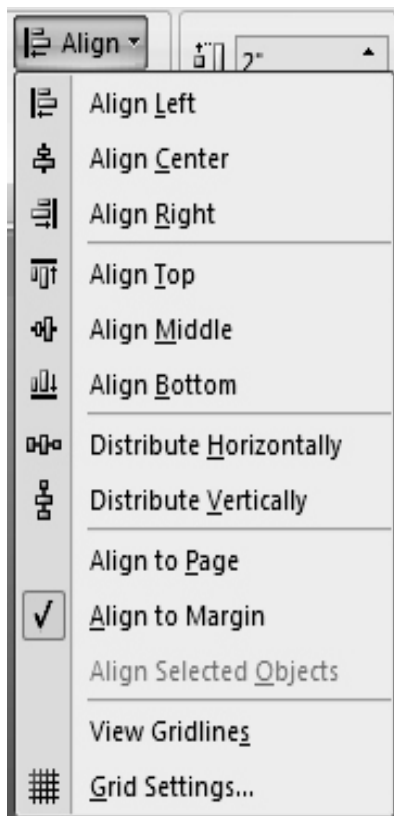 Align
2"
Align Left
Align Center
Align Right
Align Top
Align Middle
Align Bottom
Distribute Horizontally
Distribute Vertically
Align to Page
Align to Margin
Align Selected Objects
View Gridlines
Grid Settings...